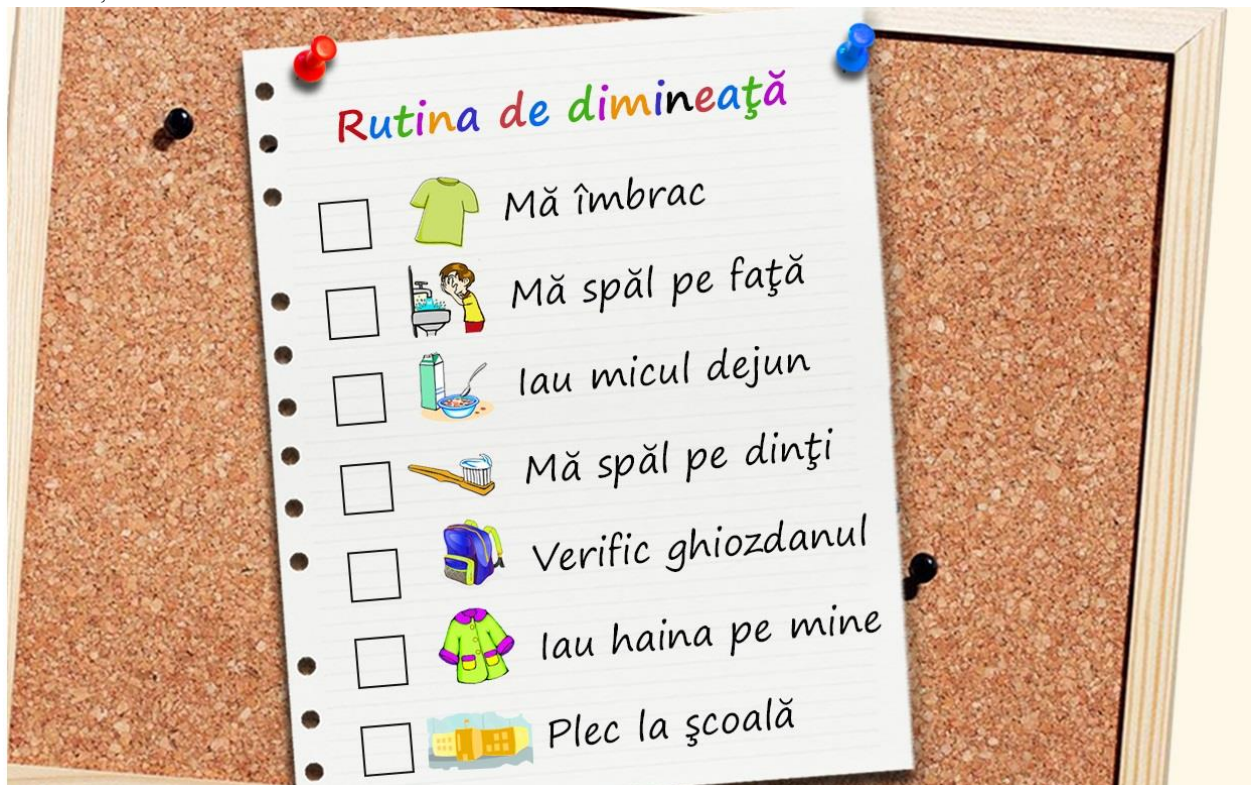 Rutina de dimineaţă
Mă îmbrac
Mă spăl pe faţă
Iau micul dejun
Mă spăl pe dinţi
Verific ghiozdanul
Iau haina pe mine
Plec la şcoală